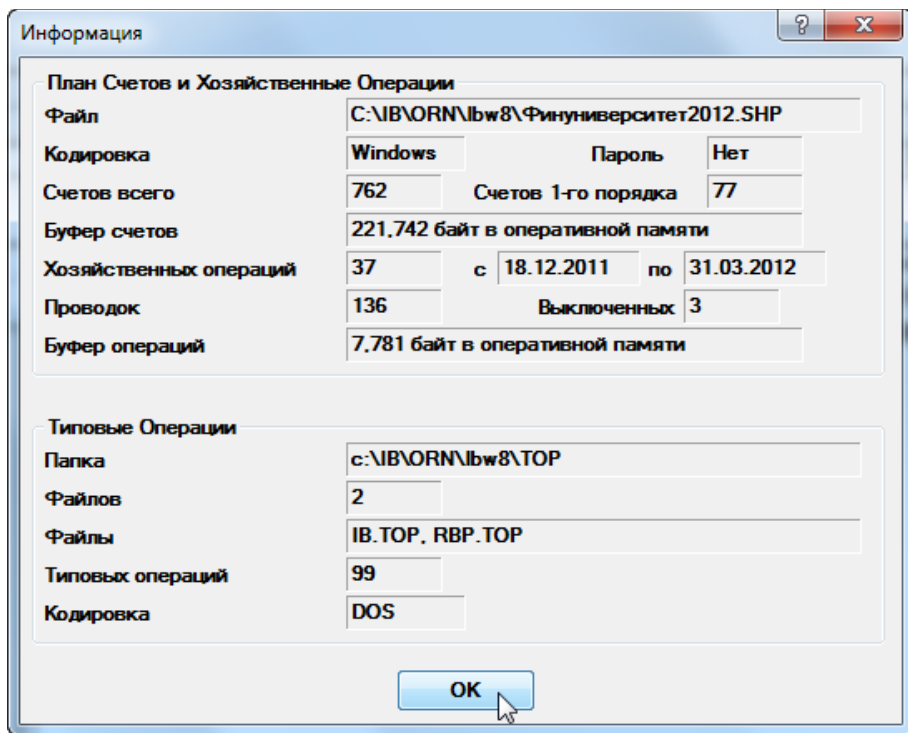 Информация
План Счетов и Хозяйственные Операции
Файл C:\IB\ORN\Ibw8\Финуниверситет2012.SHP
Кодировка Windows Пароль Нет
Счетов всего 762 Счетов 1-го порядка 77
Буфер счетов 221,742 байт в оперативной памяти
Хозяйственных операций 37 с 18.12.2011 по 31.03.2012
Проводок 136 Выключенных 3
Буфер операций 7,781 байт в оперативной памяти
Типовые Операции
Папка c:\IB\ORN\Ibw8\TOP
Файлов 2
Файлы IB.TOP, RBP.TOP
Типовых операций 99
Кодировка DOS
OK